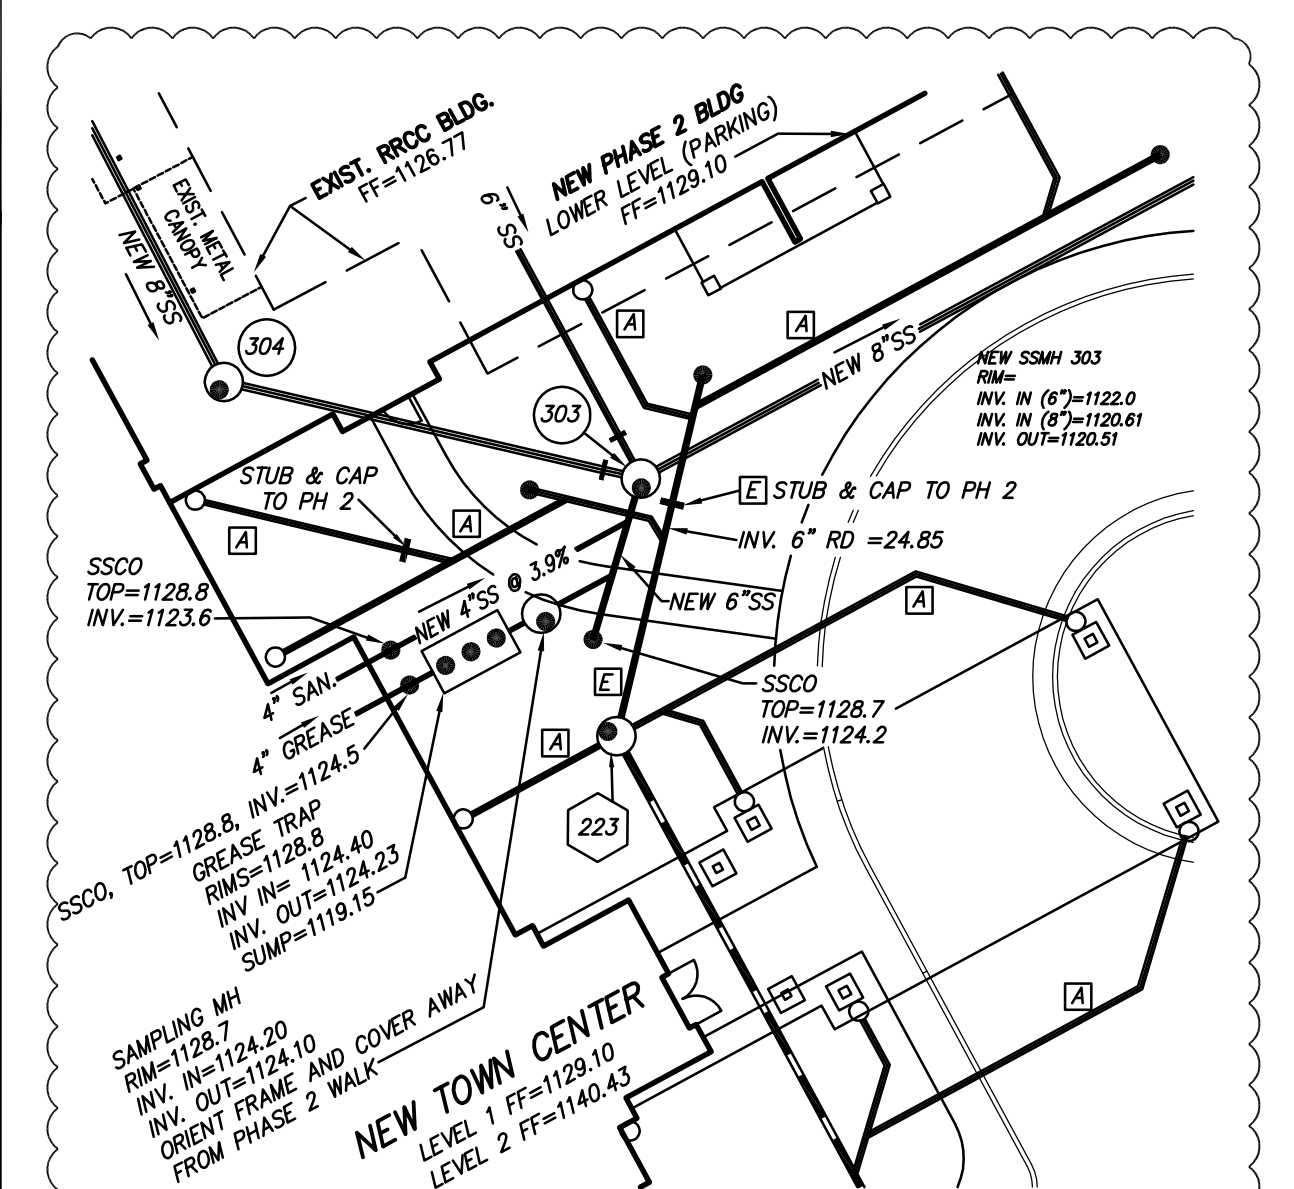 EXIST. RRCC BLDG.
FF=1126.77
NEW PHASE 2 BLDG
LOWER LEVEL (PARKING)
FF=1129.10
6" SS
EXIST. METAL
CANOPY
NEW 8"SS
304
303
A
A
NEW 8"SS
NEW SSMH 303
RIM=
INV. IN (6")=1122.0
INV. IN (8")=1120.61
INV. OUT=1120.51
STUB & CAP
TO PH 2
A
A
E STUB & CAP TO PH 2
INV. 6" RD =24.85
SSCO
TOP=1128.8
INV.=1123.6
NEW 4"SS @ 3.9%
NEW 6"SS
A
4" SAN.
4" GREASE
E
SSCO
TOP=1128.7
INV.=1124.2
A
223
SSCO, TOP=1128.8, INV.=1124.5
GREASE TRAP
RIMS=1128.8
INV IN= 1124.40
INV. OUT=1124.23
SUMP=1119.15
SAMPLING MH
RIM=1128.7
INV. IN=1124.20
INV. OUT=1124.10
ORIENT FRAME AND COVER AWAY
FROM PHASE 2 WALK
A
NEW TOWN CENTER
LEVEL 1 FF=1129.10
LEVEL 2 FF=1140.43